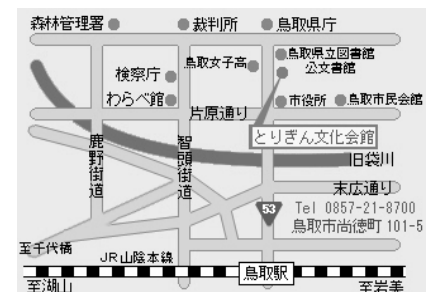 森林管理署 裁判所 鳥取県庁
鳥取県立図書館
公文書館
鳥取女子高
検察庁
わらべ館
市役所 鳥取市民会館
片原通り
とりぎん文化会館
鹿野街道
智頭街道
旧袋川
末広通り
53
Tel 0857-21-8700
鳥取市尚徳町 101-5
至千代橋
JR山陰本線
鳥取駅
至湖山
至岩美